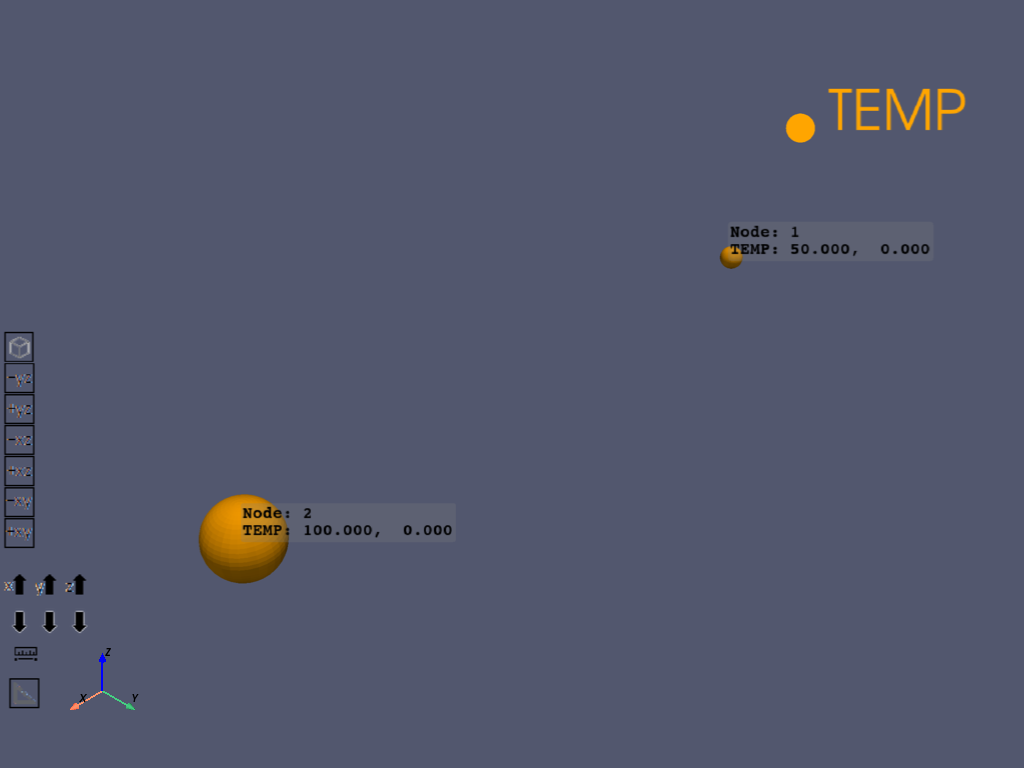 TEMP
Node: 1
TEMP: 50.000, 0.000
Node: 2
TEMP: 100.000, 0.000
-yz
+yz
-xz
+xz
-xy
+xy
x y z
Z
X Y